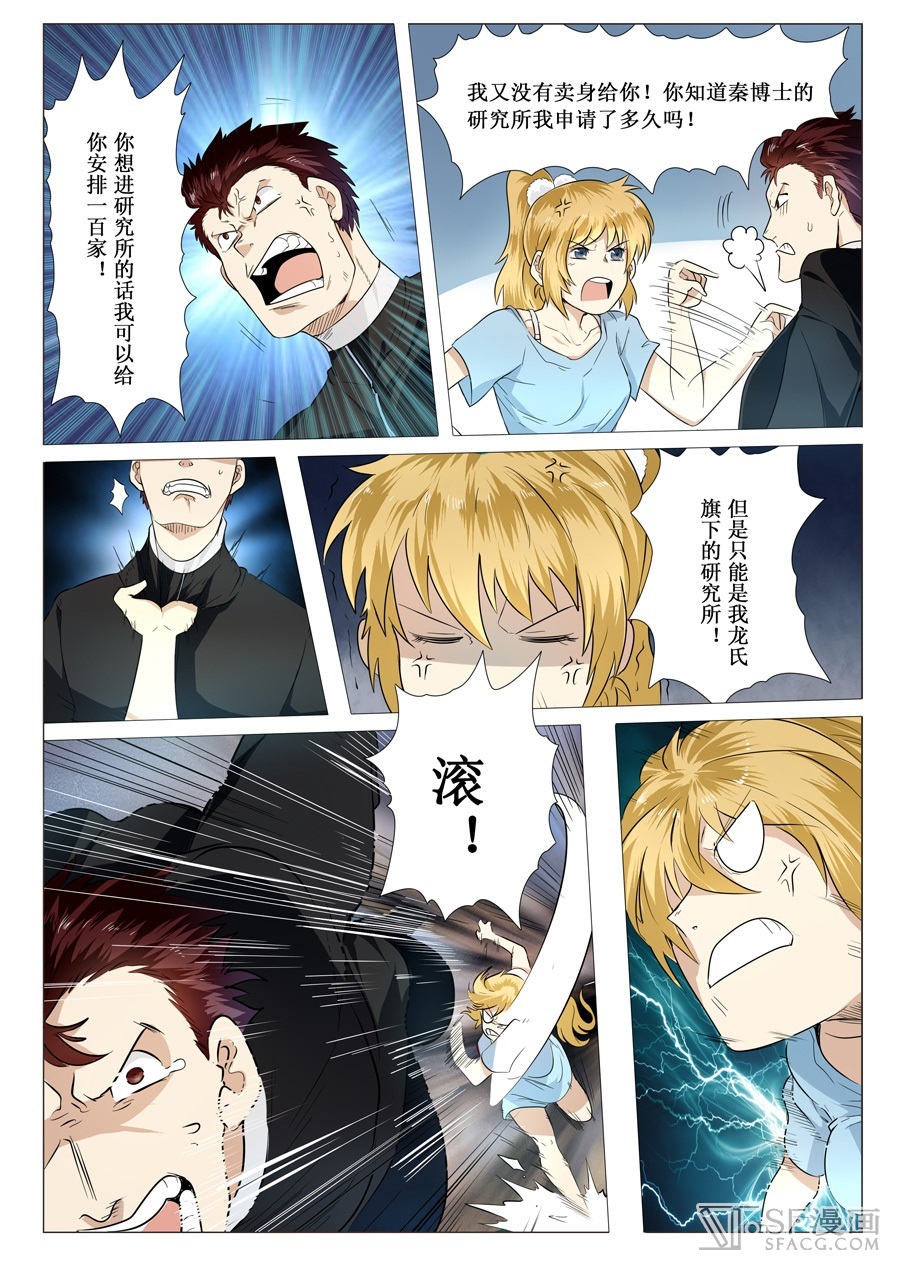 我又没有卖身给你！你知道秦博士的
研究所我申请了多久吗！
你想进研究所的话我可以给
你安排一百家！
但是只能是我龙氏
旗下的研究所！
滚！
SF漫画
SFACG.COM